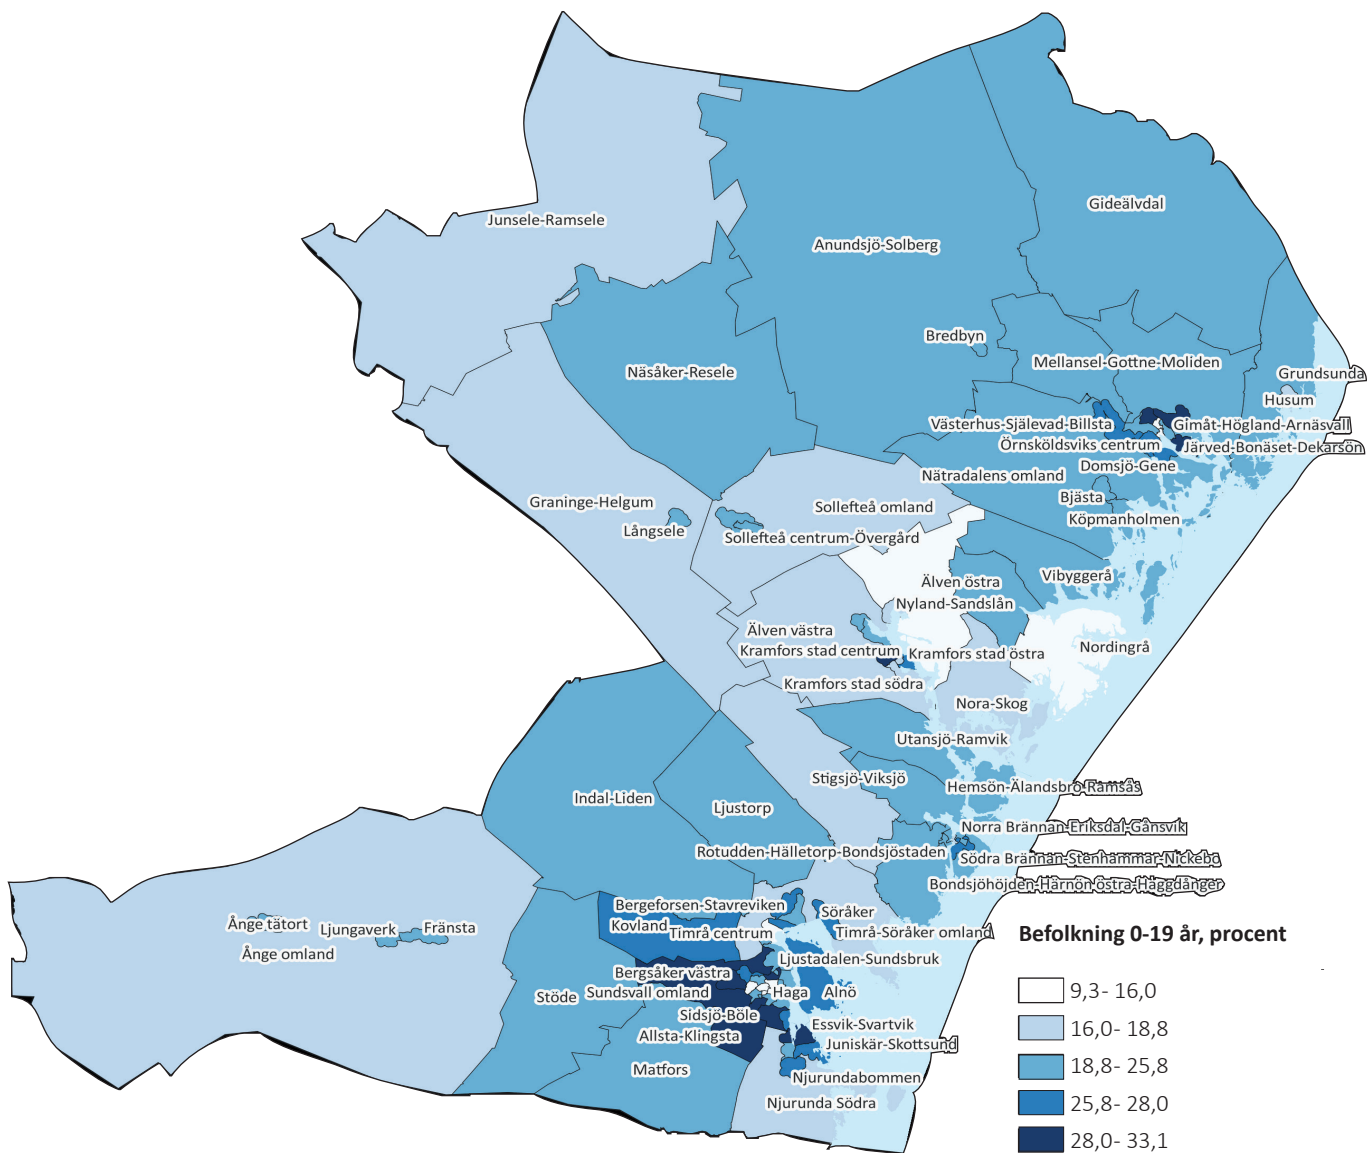 Junsele-Ramsele
Gideälvdal
Anundsjö-Solberg
Bredbyn
Mellansel-Gottne-Moliden
Näsåker-Resele
Grundsunda
Husum
Västerhus-Själevad-Billsta
Gimåt-Högland-Arnäsvall
Örnsköldsviks centrum
Järved-Bonäset-Dekarsön
Domsjö-Gene
Nätradalens omland
Bjästa
Graninge-Helgum
Sollefteå omland
Köpmanholmen
Långsele
Sollefteå centrum-Övergård
Älven östra
Vibyggerå
Nyland-Sandslån
Älven västra
Kramfors stad centrum
Kramfors stad östra
Nordingrå
Kramfors stad södra
Nora-Skog
Utansjö-Ramvik
Stigsjö-Viksjö
Hemsön-Älandsbro-Ramsås
Indal-Liden
Ljustorp
Norra Brännan-Eriksdal-Gånsvik
Rotudden-Hälletorp-Bondsjöstaden
Södra Brännan-Stenhammar-Nickebo
Bondsjöhöjden-Härnön östra-Häggdånger
Bergeforsen-Stavreviken
Söråker
Ånge tätort
Ljungaverk
Fränsta
Kovland
Timrå centrum
Timrå-Söråker omland
Ånge omland
Ljustadalen-Sundsbruk
Bergsåker västra
Stöde
Sundsvall omland
Haga
Alnö
Sidsjö-Böle
Essvik-Svartvik
Allsta-Klingsta
Juniskär-Skottsund
Matfors
Njurundabommen
Njurunda Södra
Befolkning 0-19 år, procent
9,3- 16,0
16,0- 18,8
18,8- 25,8
25,8- 28,0
28,0- 33,1